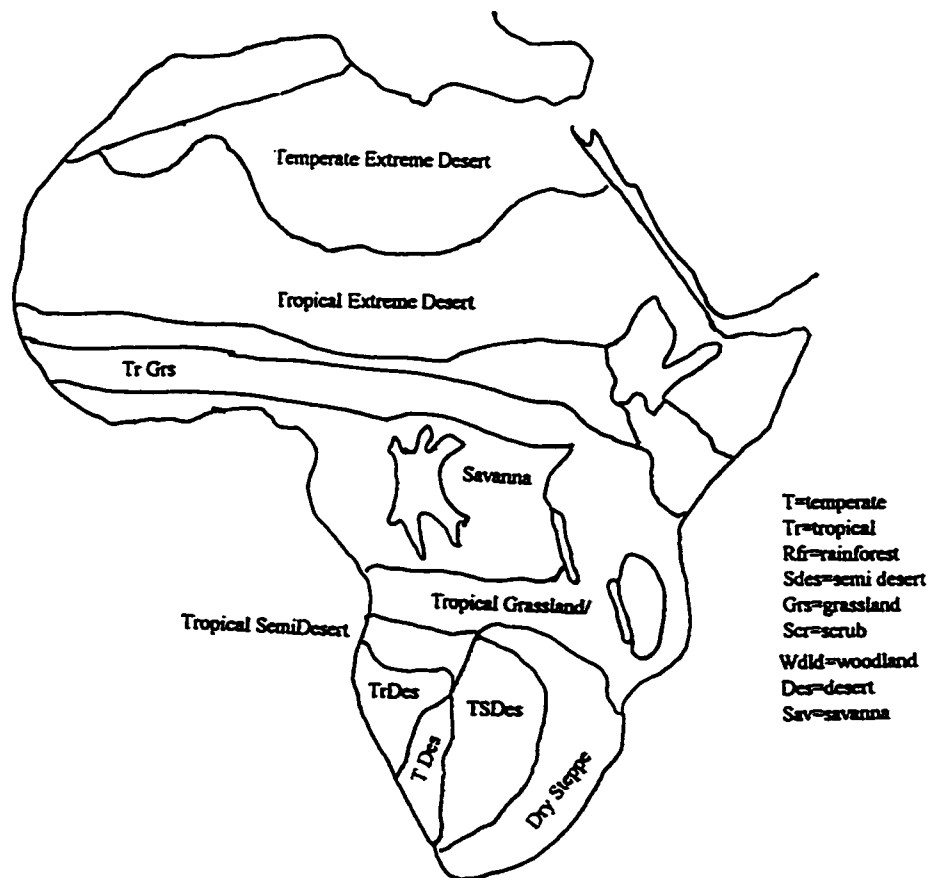 Temperate Extreme Desert
Tropical Extreme Desert
Tr Grs
Savanna
T=temperate
Tr=tropical
Rfr=rainforest
Sdes=semi desert
Grs=grassland
Scr=scrub
Wdld=woodland
Des=desert
Sav=savanna
Tropical Grassland/
Tropical SemiDesert
TrDes
TSDes
T Des
Dry Steppe